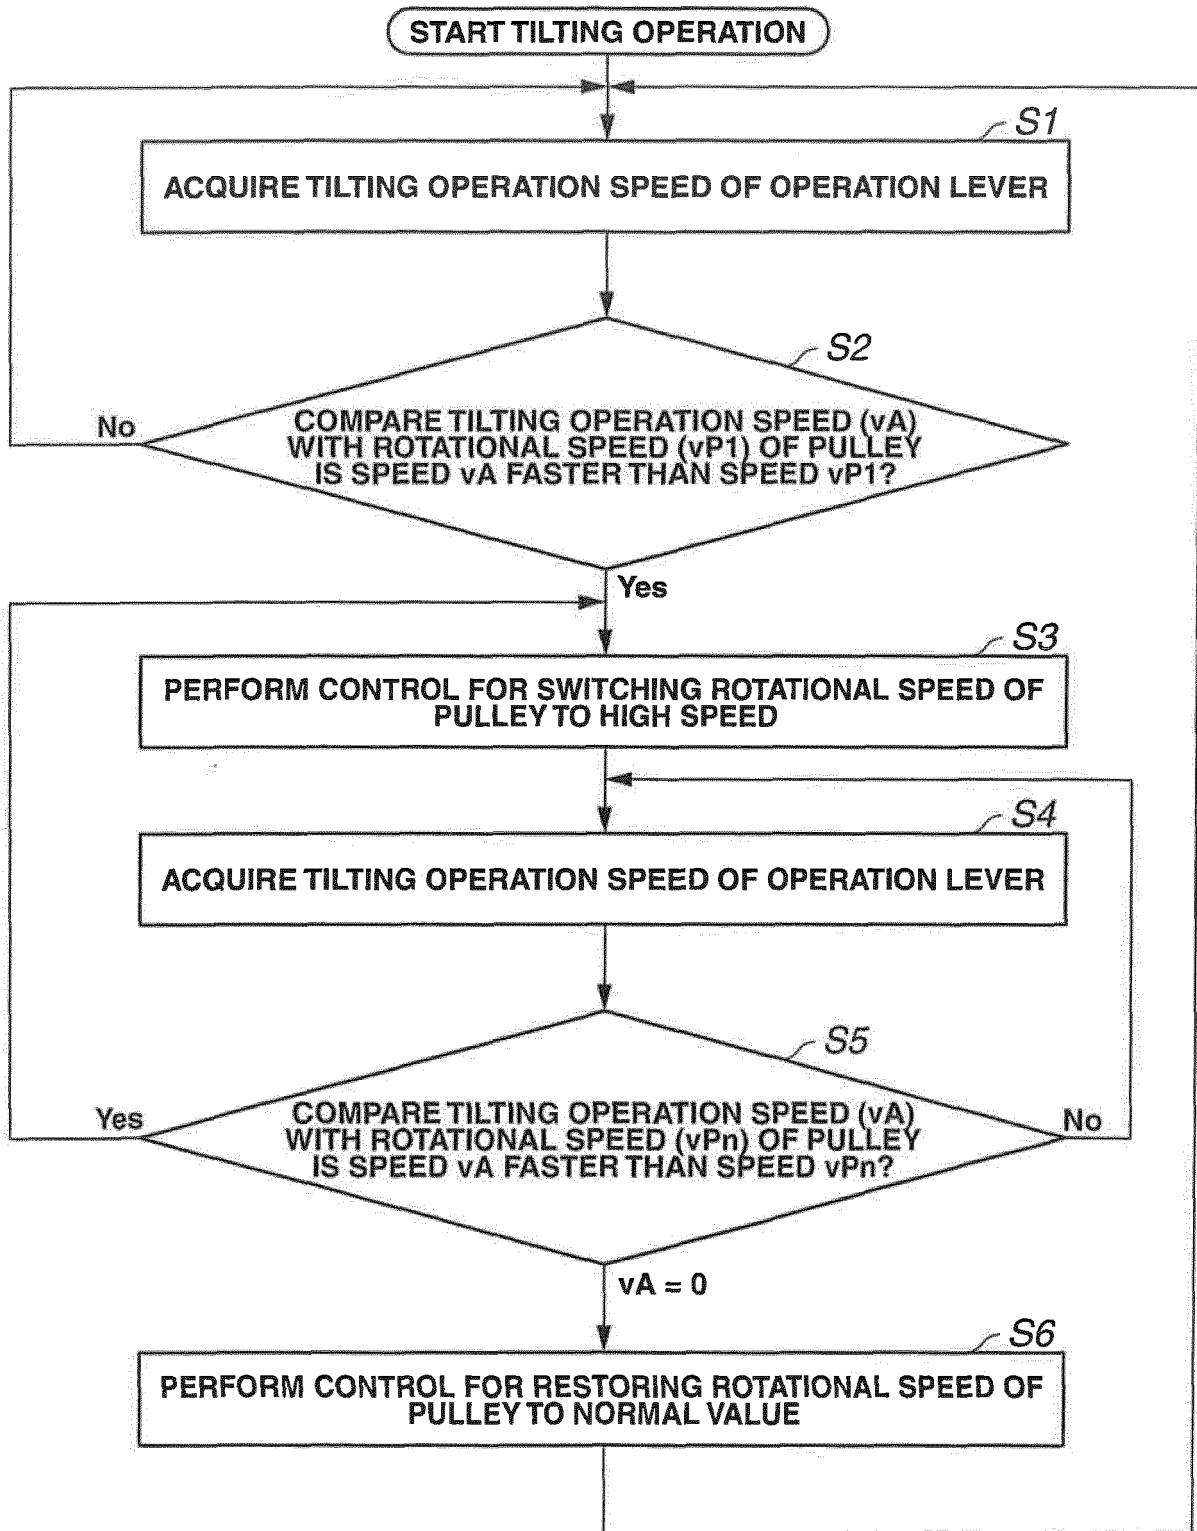 START TILTING OPERATION
S1
ACQUIRE TILTING OPERATION SPEED OF OPERATION LEVER
S2
COMPARE TILTING OPERATION SPEED (vA)
WITH ROTATIONAL SPEED (vP1) OF PULLEY
IS SPEED vA FASTER THAN SPEED vP1?
No
Yes
S3
PERFORM CONTROL FOR SWITCHING ROTATIONAL SPEED OF
PULLEY TO HIGH SPEED
S4
ACQUIRE TILTING OPERATION SPEED OF OPERATION LEVER
S5
COMPARE TILTING OPERATION SPEED (vA)
WITH ROTATIONAL SPEED (vPn) OF PULLEY
IS SPEED vA FASTER THAN SPEED vPn?
Yes
No
vA = 0
S6
PERFORM CONTROL FOR RESTORING ROTATIONAL SPEED OF
PULLEY TO NORMAL VALUE